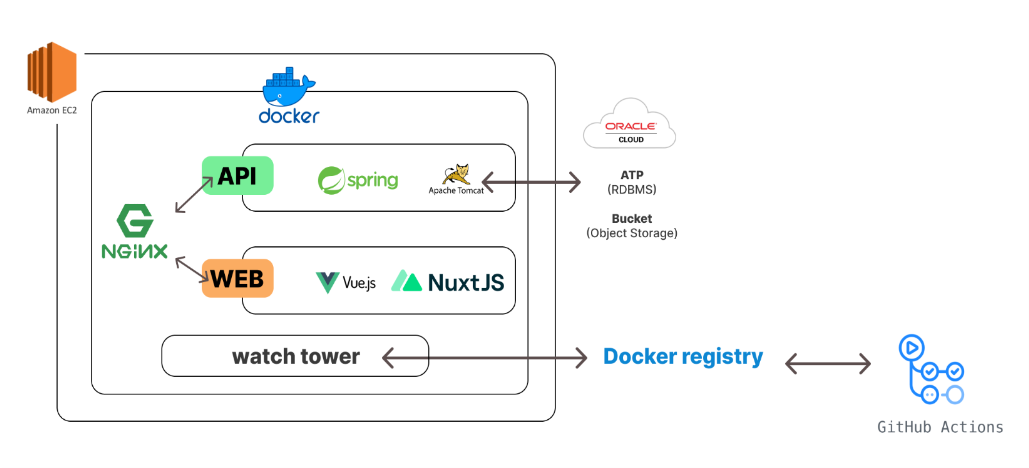 Amazon EC2
docker
API
spring
Apache Tomcat
NGINX
WEB
Vue.js
NuxtJS
watch tower
ORACLE
CLOUD
ATP
(RDBMS)
Bucket
(Object Storage)
Docker registry
GitHub Actions